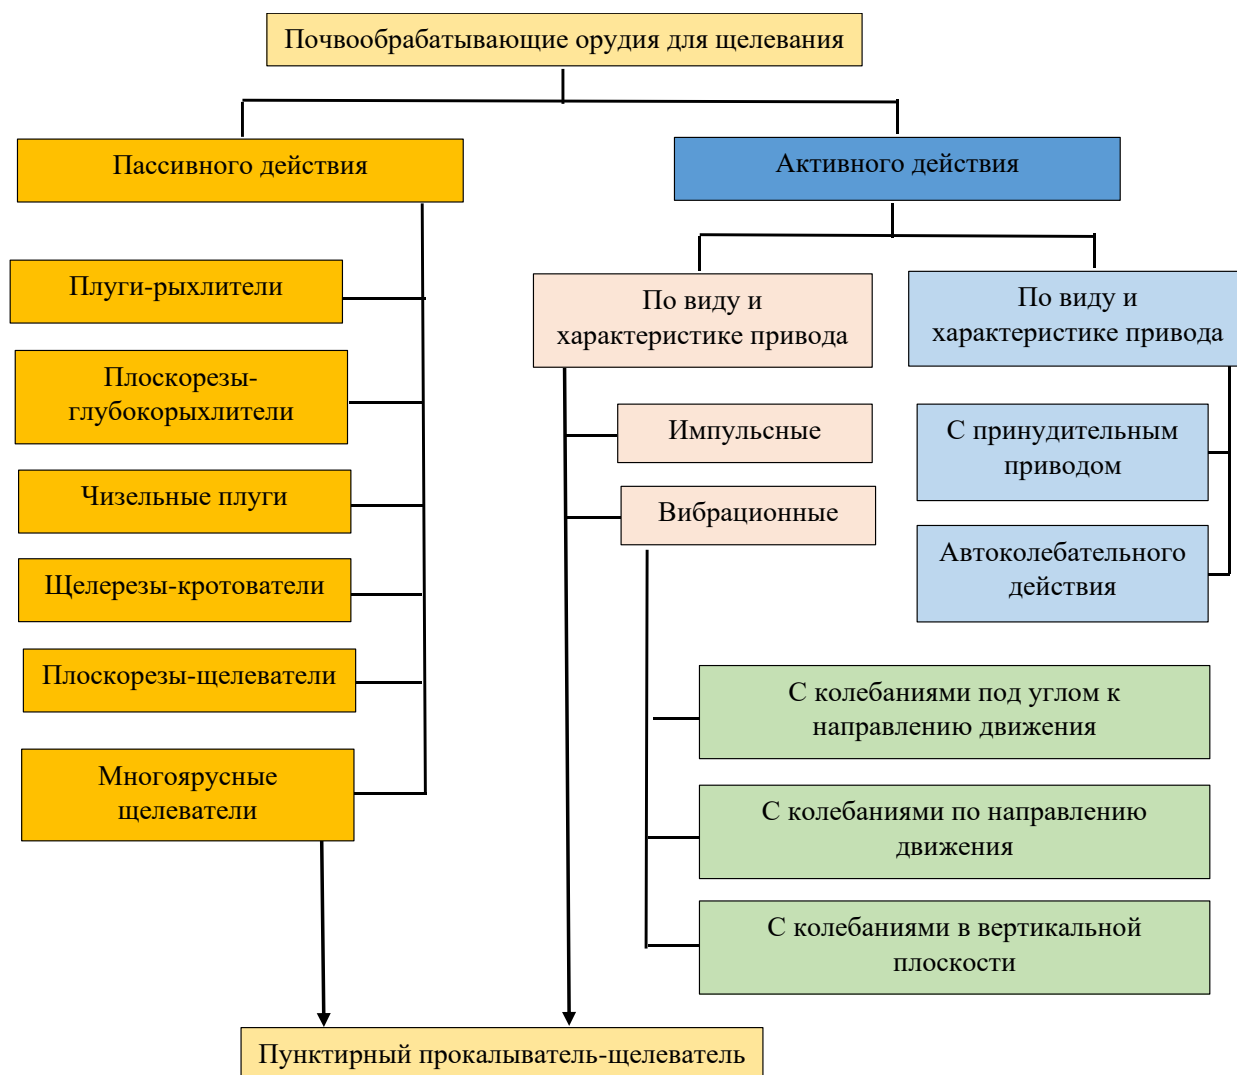 Почвообрабатывающие орудия для щелевания
Пассивного действия
Активного действия
Плуги-рыхлители
Плоскорезы-
глубокорыхлители
Чизельные плуги
Щелерезы-кротователи
Плоскорезы-щелеватели
Многоярусные
щелеватели
По виду и
характеристике привода
Импульсные
Вибрационные
По виду и
характеристике привода
С принудительным
приводом
Автоколебательного
действия
С колебаниями под углом к
направлению движения
С колебаниями по направлению
движения
С колебаниями в вертикальной
плоскости
Пунктирный прокалыватель-щелеватель